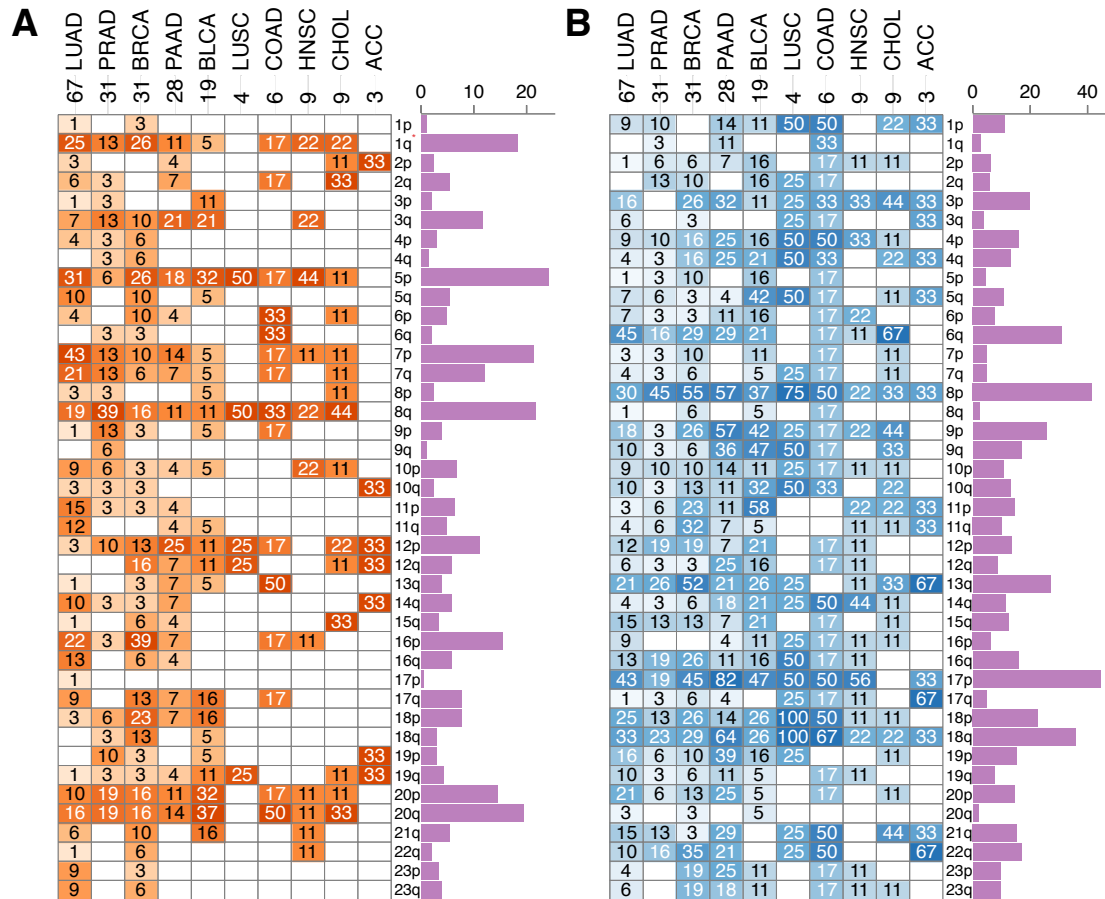 A
67 LUAD
31 PRAD
31 BRCA
28 PAAD
19 BLCA
4 LUSC
6 COAD
9 HNSC
9 CHOL
3 ACC
0 10 20
1 3 1p
25 13 26 11 5 17 22 22 1q
3 4 11 33 2p
6 3 7 17 33 2q
1 3 11 3p
7 13 10 21 21 22 3q
4 3 6 4p
3 6 4q
31 6 26 18 32 50 17 44 11 5p
10 10 5 5q
4 10 4 33 11 6p
3 3 33 6q
43 13 10 14 5 17 11 11 7p
21 13 6 7 5 17 11 7q
3 3 5 11 8p
19 39 16 11 11 50 33 22 44 8q
1 13 3 5 17 9p
6 9q
9 6 3 4 5 22 11 10p
3 3 3 33 10q
15 3 3 4 11p
12 4 5 11q
3 10 13 25 11 25 17 22 33 12p
16 7 11 25 11 33 12q
1 3 7 5 50 13q
10 3 3 7 33 14q
1 6 4 33 15q
22 3 39 7 17 11 16p
13 6 4 16q
1 17p
9 13 7 16 17 17q
3 6 23 7 16 18p
3 13 5 18q
10 3 5 33 19p
1 3 3 4 11 25 11 33 19q
10 19 16 11 32 17 11 11 20p
16 19 16 14 37 50 11 33 20q
6 10 16 11 21q
1 6 11 22q
9 3 23p
9 6 23q
B
67 LUAD
31 PRAD
31 BRCA
28 PAAD
19 BLCA
4 LUSC
6 COAD
9 HNSC
9 CHOL
3 ACC
0 20 40
9 10 14 11 50 50 22 33 1p
3 11 33 1q
1 6 6 7 16 17 11 11 2p
13 10 16 25 17 2q
16 26 32 11 25 33 33 44 33 3p
6 3 25 17 33 3q
9 10 16 25 16 50 50 33 11 4p
4 3 16 25 21 50 33 22 33 4q
1 3 10 16 17 5p
7 6 3 4 42 50 17 11 33 5q
7 3 3 11 16 17 22 6p
45 16 29 29 21 17 11 67 6q
3 3 10 11 17 11 7p
4 3 6 5 25 17 11 7q
30 45 55 57 37 75 50 22 33 33 8p
1 6 5 17 8q
18 3 26 57 42 25 17 22 44 9p
10 3 6 36 47 50 17 33 9q
9 10 10 14 11 25 17 11 11 10p
10 3 13 11 32 50 33 22 10q
3 6 23 11 58 22 22 33 11p
4 6 32 7 5 11 11 33 11q
12 19 19 7 21 17 11 12p
6 3 3 25 16 17 11 12q
21 26 52 21 26 25 11 33 67 13q
4 3 6 18 21 25 50 44 11 14q
15 13 13 7 21 17 11 15q
9 4 11 25 17 11 11 16p
13 19 26 11 16 50 17 11 16q
43 19 45 82 47 50 50 56 33 17p
1 3 6 4 25 17 11 67 17q
25 13 26 14 26 100 50 11 11 18p
33 23 29 64 26 100 67 22 22 33 18q
16 6 10 39 16 25 11 19p
10 3 6 11 5 17 11 19q
21 6 13 25 5 17 11 20p
3 3 5 20q
15 13 3 29 25 50 44 33 21q
10 16 35 21 25 50 67 22q
4 19 25 11 17 11 23p
6 19 18 11 17 11 11 23q